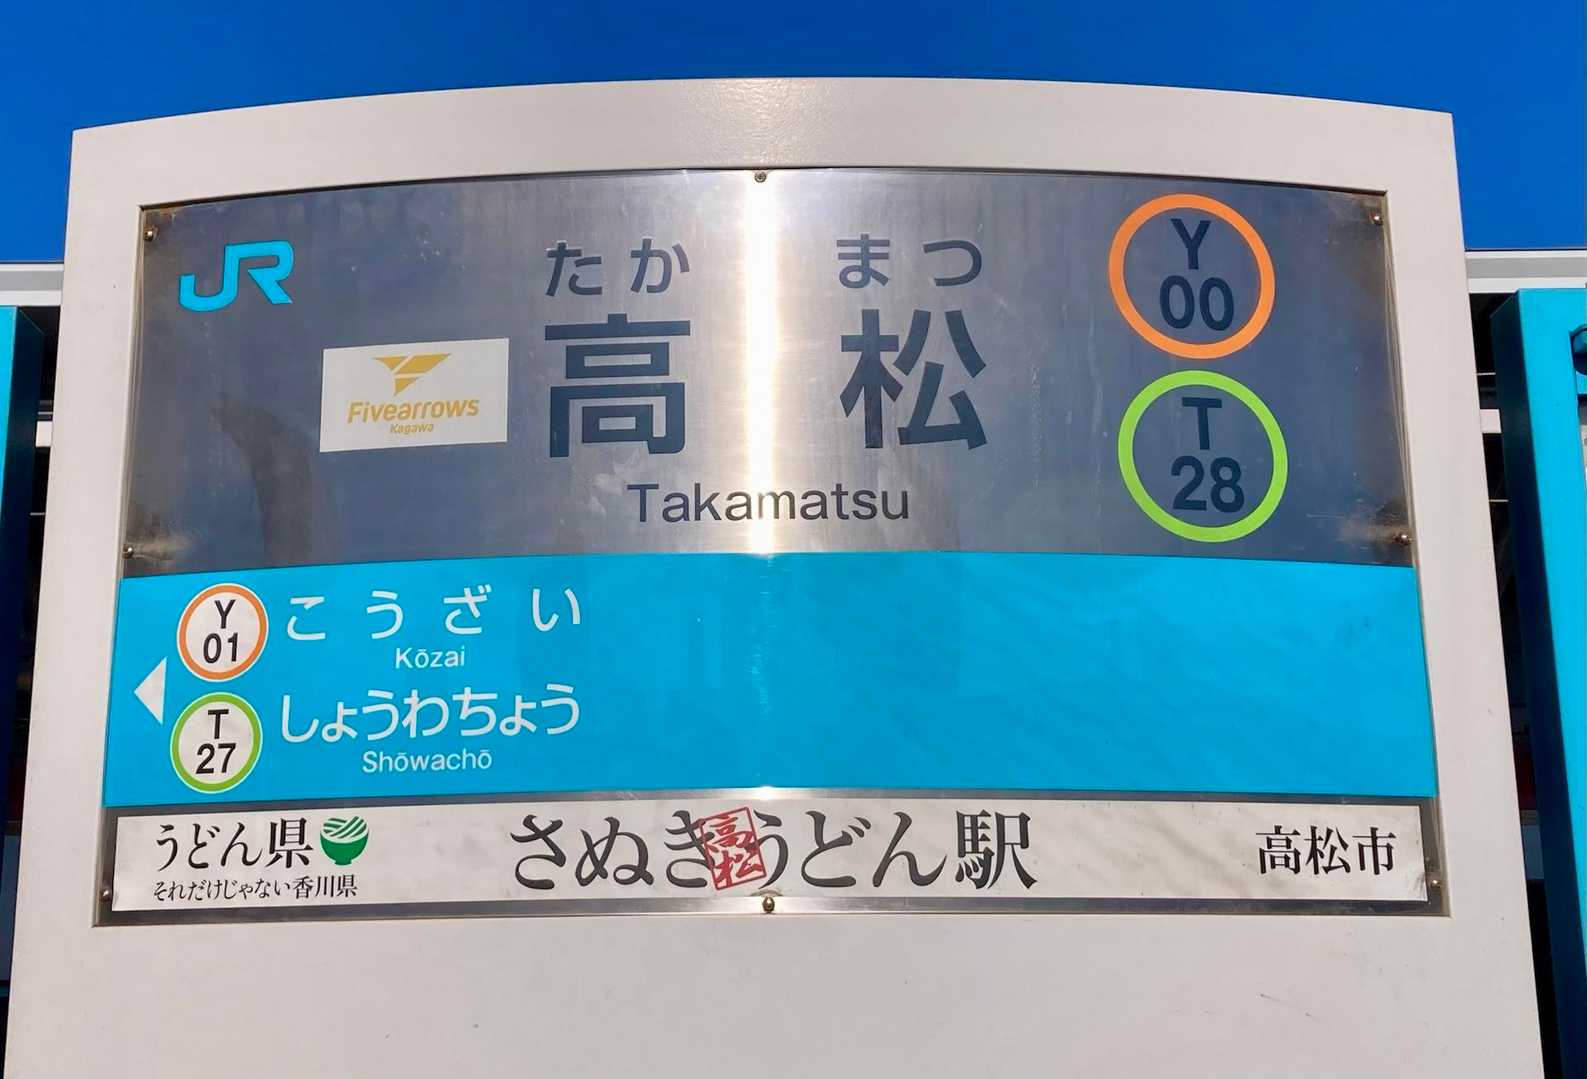 JR
たか まつ
高 松
Takamatsu
Fivearrows
Kagawa
Y
00
T
28
Y
01
こうざい
Kōzai
T
27
しょうわちょう
Shōwachō
うどん県
それだけじゃない香川県
さぬき高松うどん駅
高松市